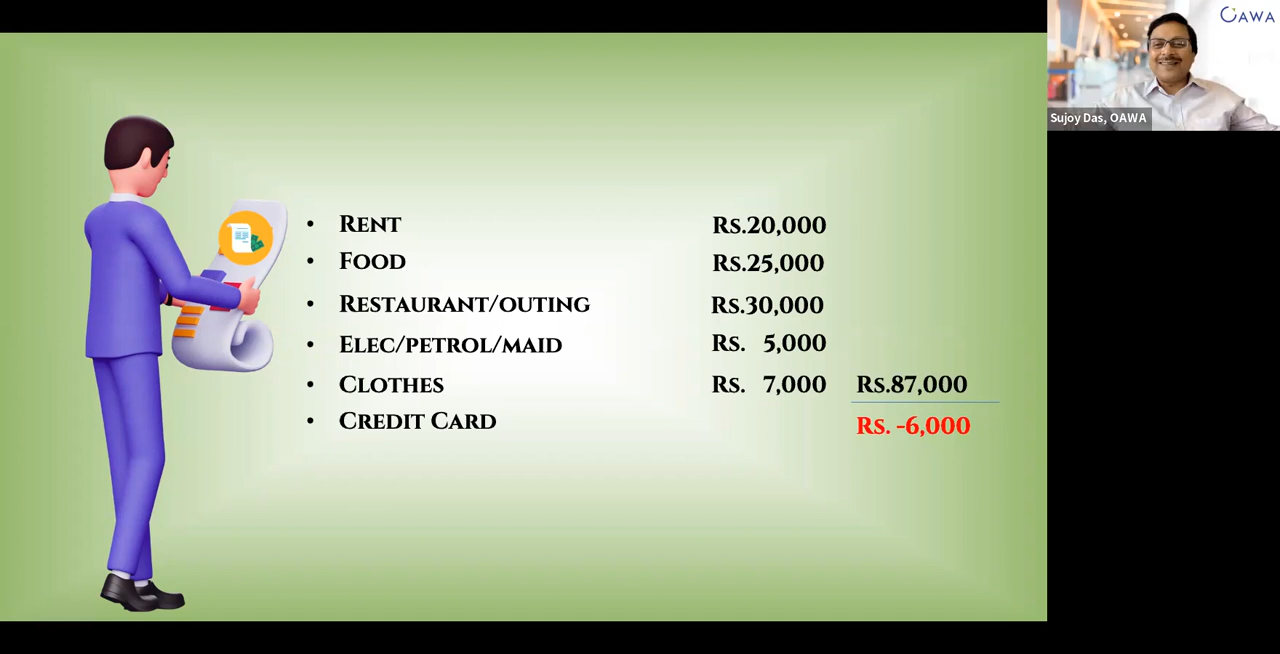 OAWA
Sujoy Das, OAWA
• Rent Rs.20,000
• Food Rs.25,000
• Restaurant/outing Rs.30,000
• Elec/petrol/maid Rs. 5,000
• Clothes Rs. 7,000 Rs.87,000
• Credit Card Rs. -6,000